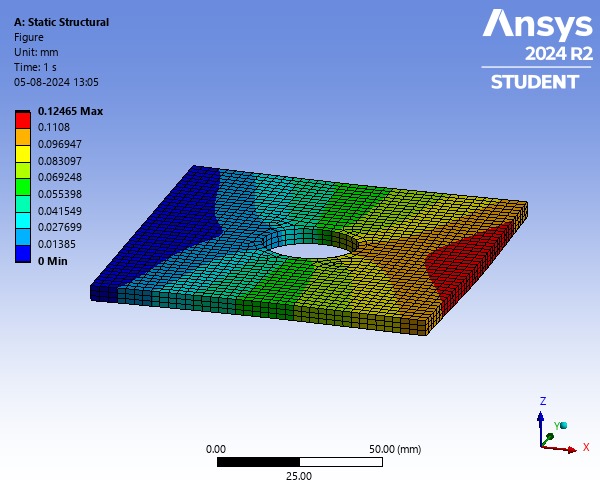 A: Static Structural
Figure
Unit: mm
Time: 1 s
05-08-2024 13:05
Ansys
2024 R2
STUDENT
0.12465 Max
0.1108
0.096947
0.083097
0.069248
0.055398
0.041549
0.027699
0.01385
0 Min
Z
Y
X
0.00 50.00 (mm)
25.00